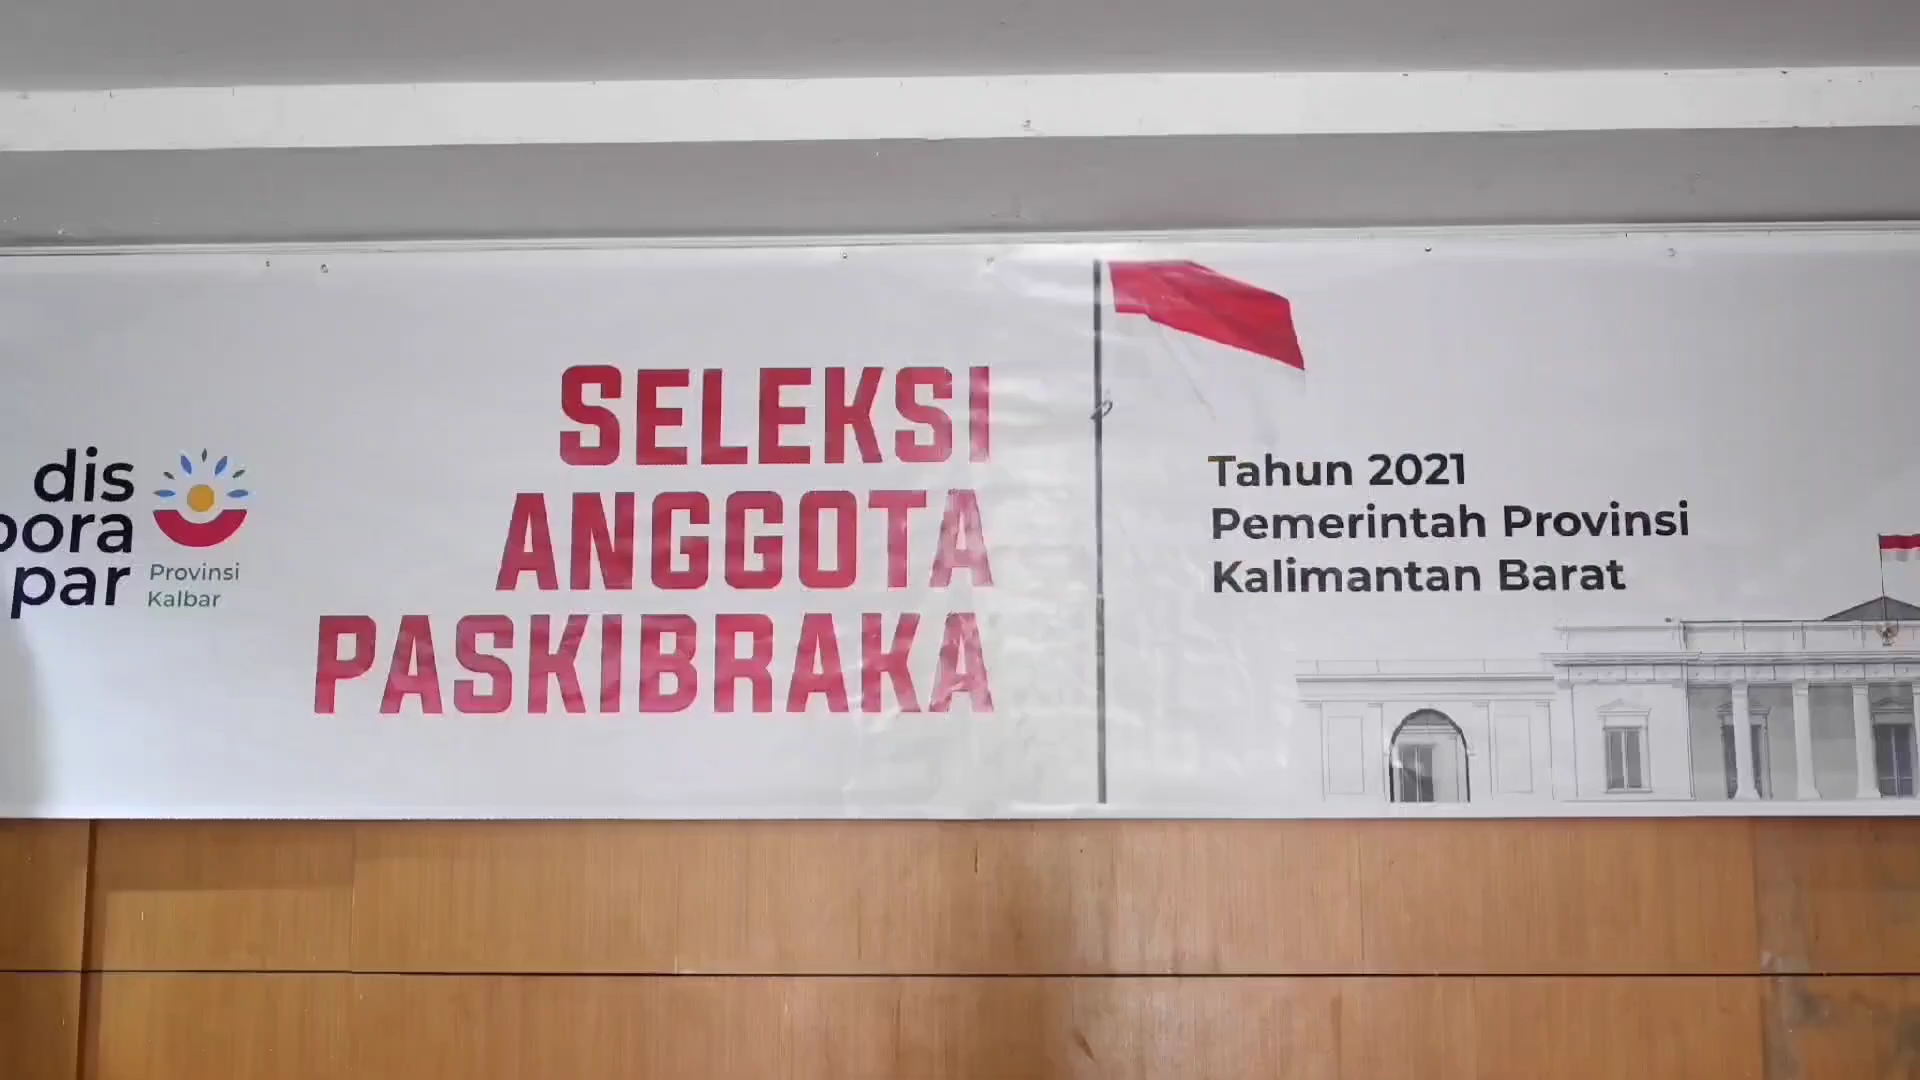 dis
pora
par
Provinsi
Kalbar
SELEKSI
ANGGOTA
PASKIBRAKA
Tahun 2021
Pemerintah Provinsi
Kalimantan Barat